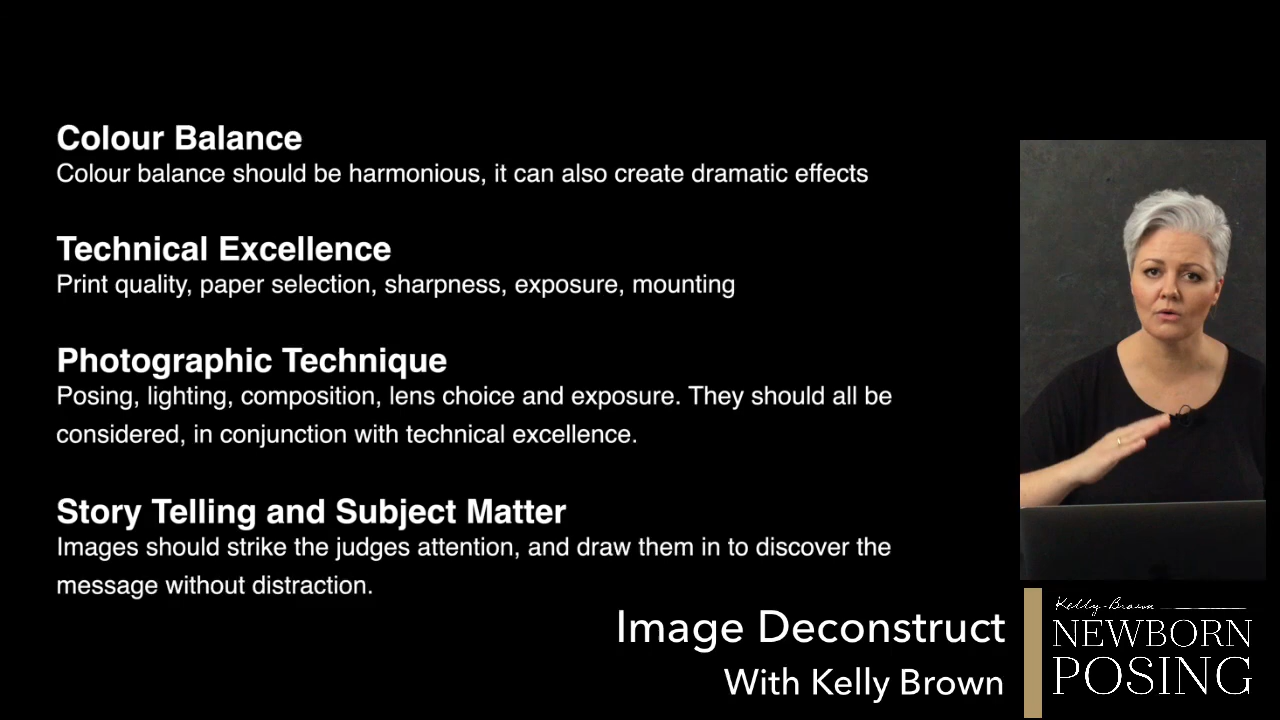 Colour Balance
Colour balance should be harmonious, it can also create dramatic effects
Technical Excellence
Print quality, paper selection, sharpness, exposure, mounting
Photographic Technique
Posing, lighting, composition, lens choice and exposure. They should all be
considered, in conjunction with technical excellence.
Story Telling and Subject Matter
Images should strike the judges attention, and draw them in to discover the
message without distraction.
Image Deconstruct
With Kelly Brown
Kelly Brown
NEWBORN
POSING